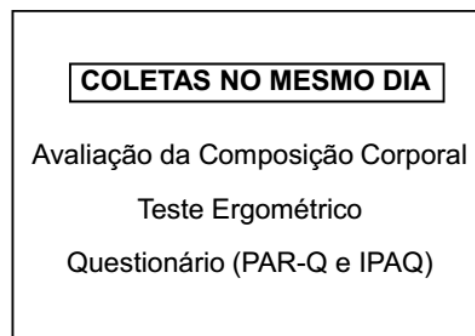 COLETAS NO MESMO DIA
Avaliação da Composição Corporal
Teste Ergométrico
Questionário (PAR-Q e IPAQ)